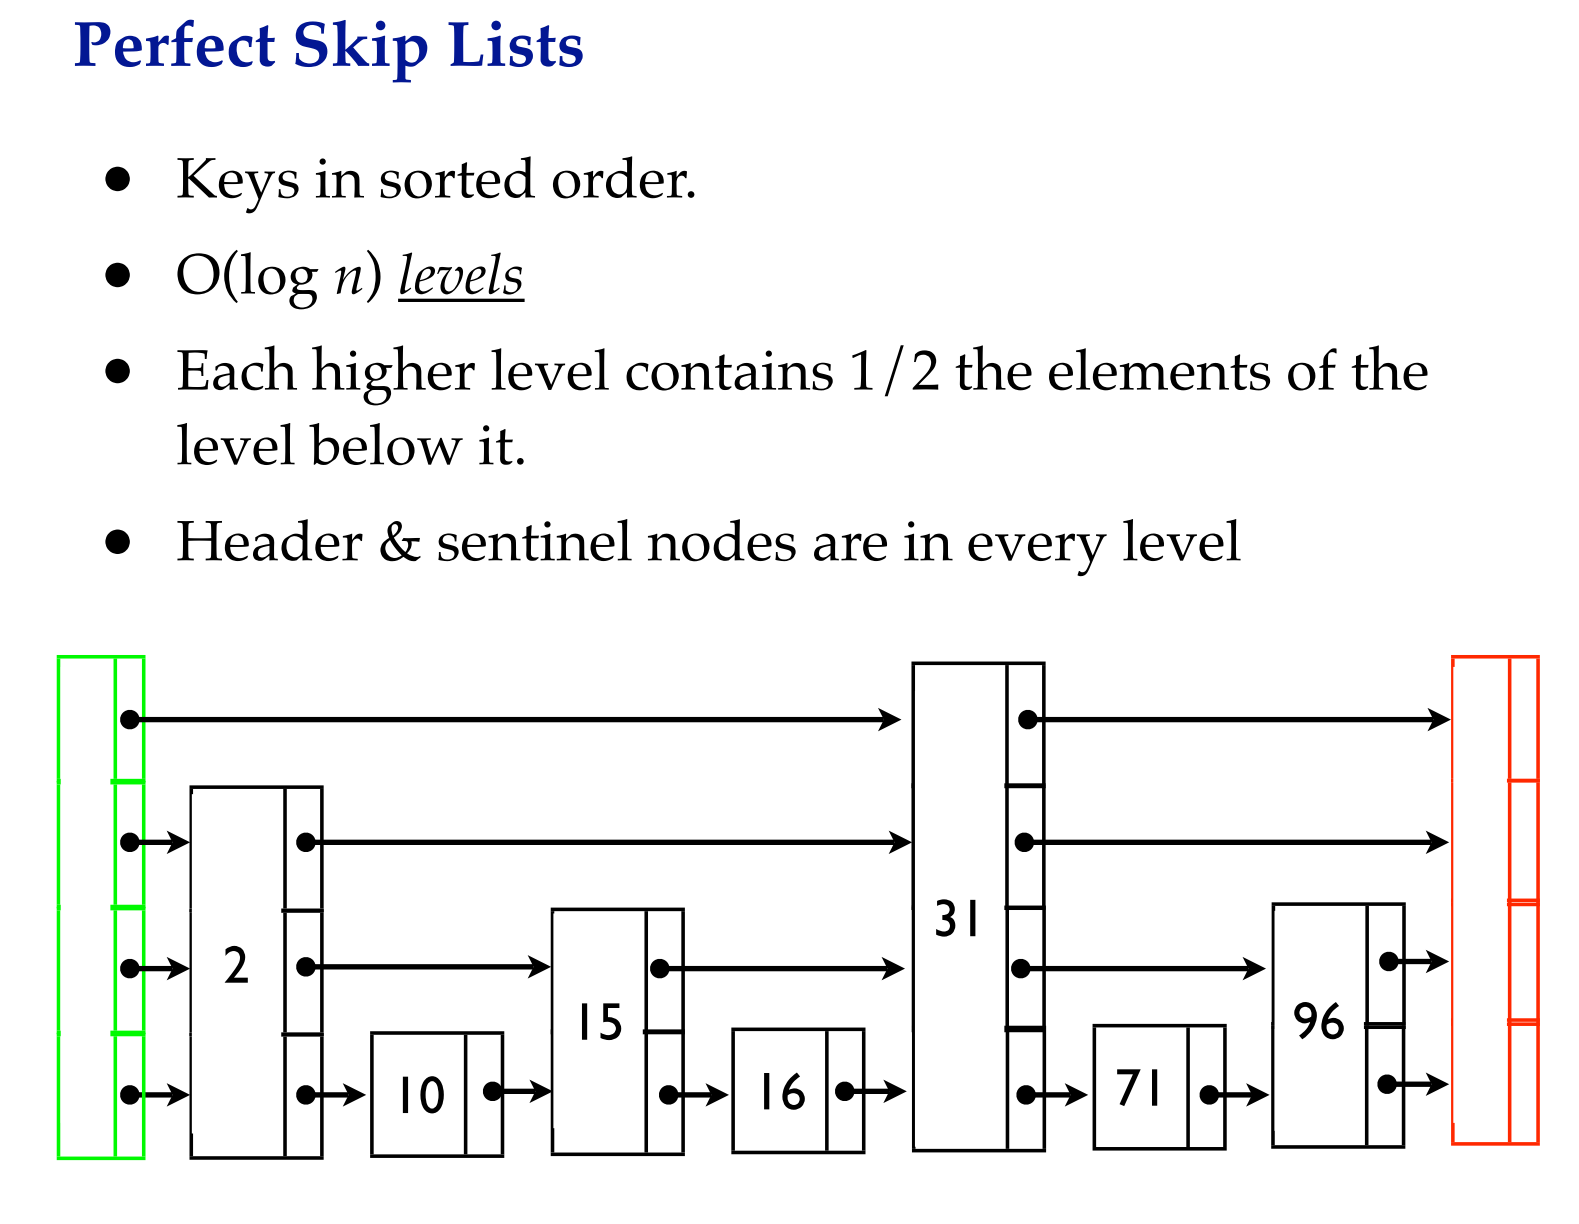 Perfect Skip Lists
● Keys in sorted order.
● O(log n) levels
● Each higher level contains 1/2 the elements of the
level below it.
● Header & sentinel nodes are in every level
2
10
15
16
31
71
96